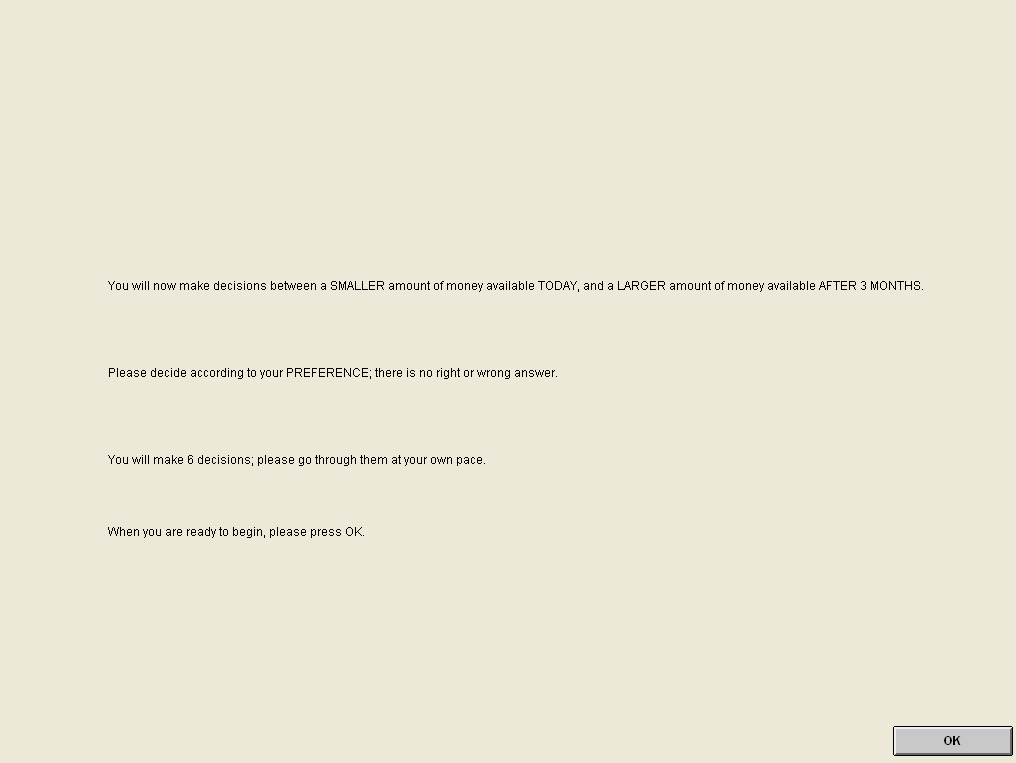 You will now make decisions between a SMALLER amount of money available TODAY, and a LARGER amount of money available AFTER 3 MONTHS.
Please decide according to your PREFERENCE; there is no right or wrong answer.
You will make 6 decisions; please go through them at your own pace.
When you are ready to begin, please press OK.
OK